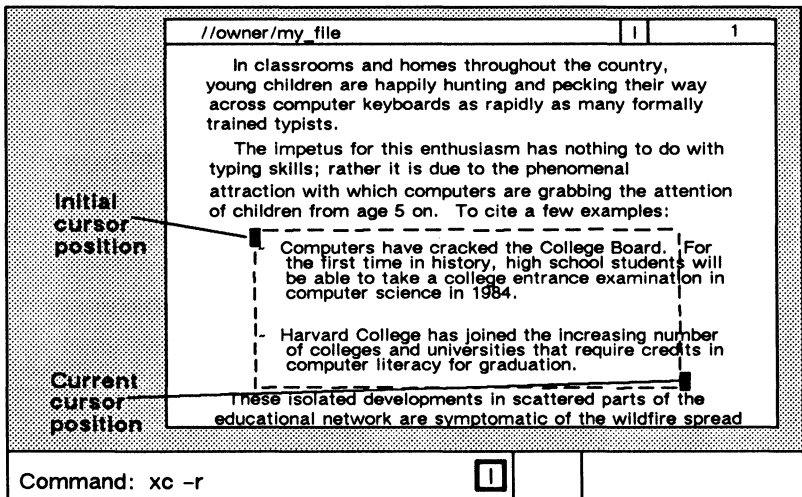 //owner/my_file I 1
In classrooms and homes throughout the country,
young children are happily hunting and pecking their way
across computer keyboards as rapidly as many formally
trained typists.
The impetus for this enthusiasm has nothing to do with
typing skills; rather it is due to the phenomenal
attraction with which computers are grabbing the attention
of children from age 5 on. To cite a few examples:
Initial
cursor
position
- Computers have cracked the College Board. For
the first time in history, high school students will
be able to take a college entrance examination in
computer science in 1984.
- Harvard College has joined the increasing number
of colleges and universities that require credits in
computer literacy for graduation.
Current
cursor
position
These isolated developments in scattered parts of the
educational network are symptomatic of the wildfire spread
Command: xc -r I